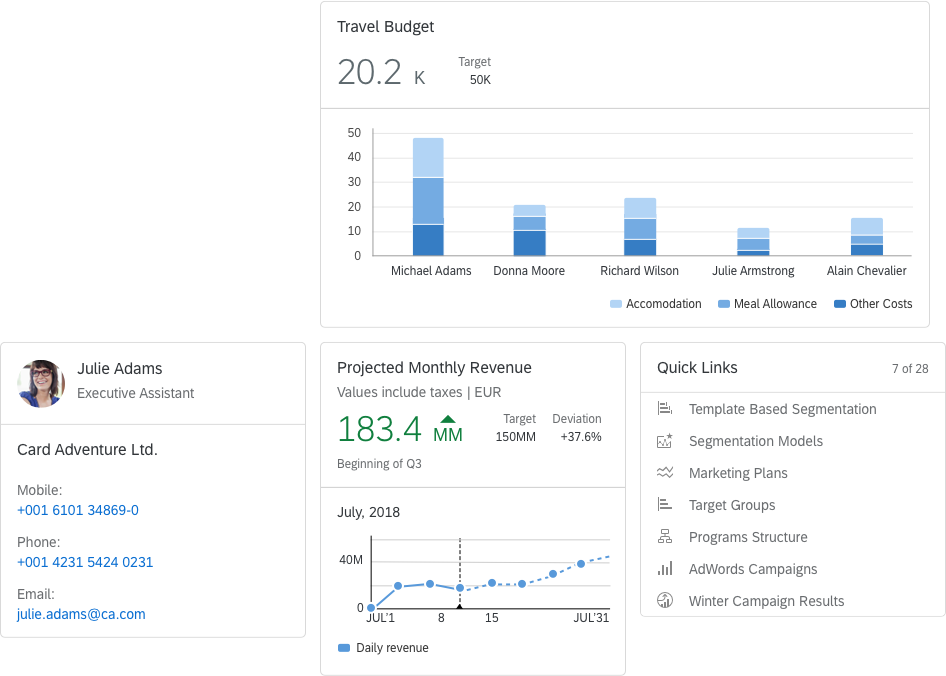 Travel Budget
20.2 K
Target
50K
50
40
30
20
10
0
Michael Adams Donna Moore Richard Wilson Julie Armstrong Alain Chevalier
Accomodation Meal Allowance Other Costs
Julie Adams
Executive Assistant
Card Adventure Ltd.
Mobile:
+001 6101 34869-0
Phone:
+001 4231 5424 0231
Email:
julie.adams@ca.com
Projected Monthly Revenue
Values include taxes | EUR
183.4 MM
Target Deviation
150MM +37.6%
Beginning of Q3
July, 2018
40M
0
JUL'1 8 15 JUL'31
Daily revenue
Quick Links 7 of 28
Template Based Segmentation
Segmentation Models
Marketing Plans
Target Groups
Programs Structure
AdWords Campaigns
Winter Campaign Results